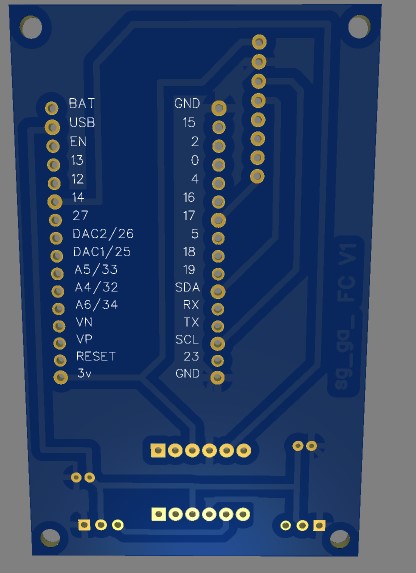 BAT
USB
EN
13
12
14
27
DAC2/26
DAC1/25
A5/33
A4/32
A6/34
VN
VP
RESET
3v
GND
15
2
0
4
16
17
5
18
19
SDA
RX
TX
SCL
23
GND
sg_gq_ FC V1